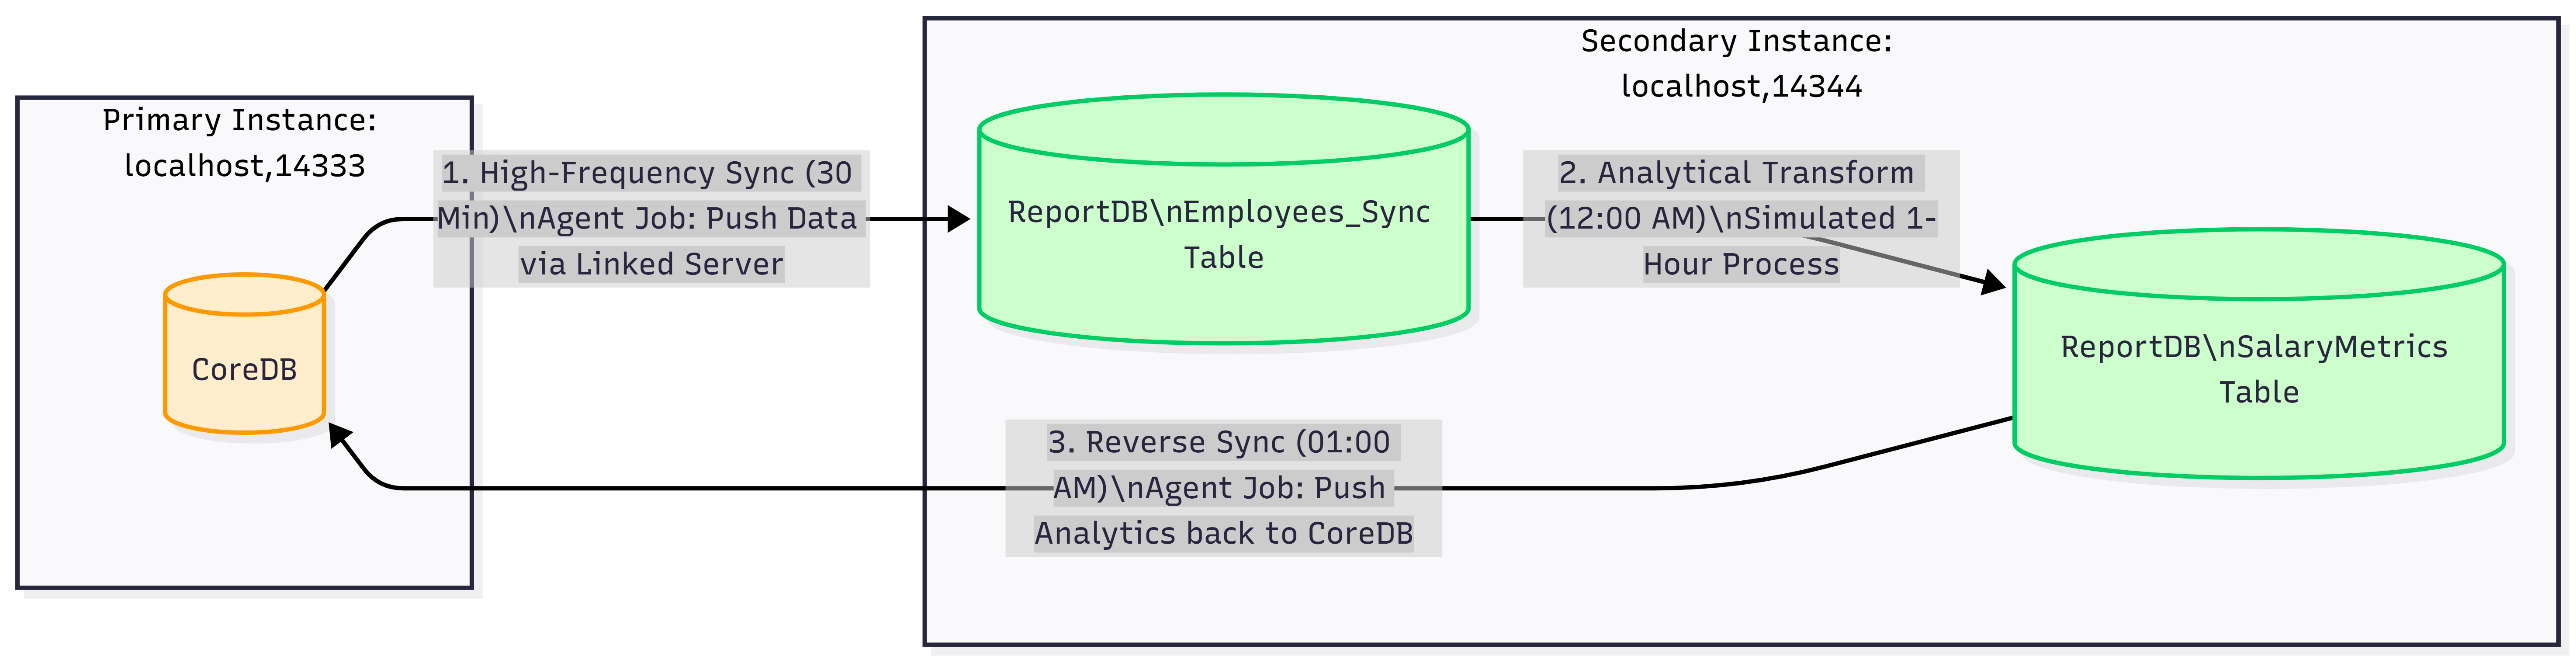 Primary Instance:
localhost,14333
CoreDB
1. High-Frequency Sync (30
Min)\nAgent Job: Push Data
via Linked Server
Secondary Instance:
localhost,14344
ReportDB\nEmployees_Sync
Table
2. Analytical Transform
(12:00 AM)\nSimulated 1-
Hour Process
ReportDB\nSalaryMetrics
Table
3. Reverse Sync (01:00
AM)\nAgent Job: Push
Analytics back to CoreDB